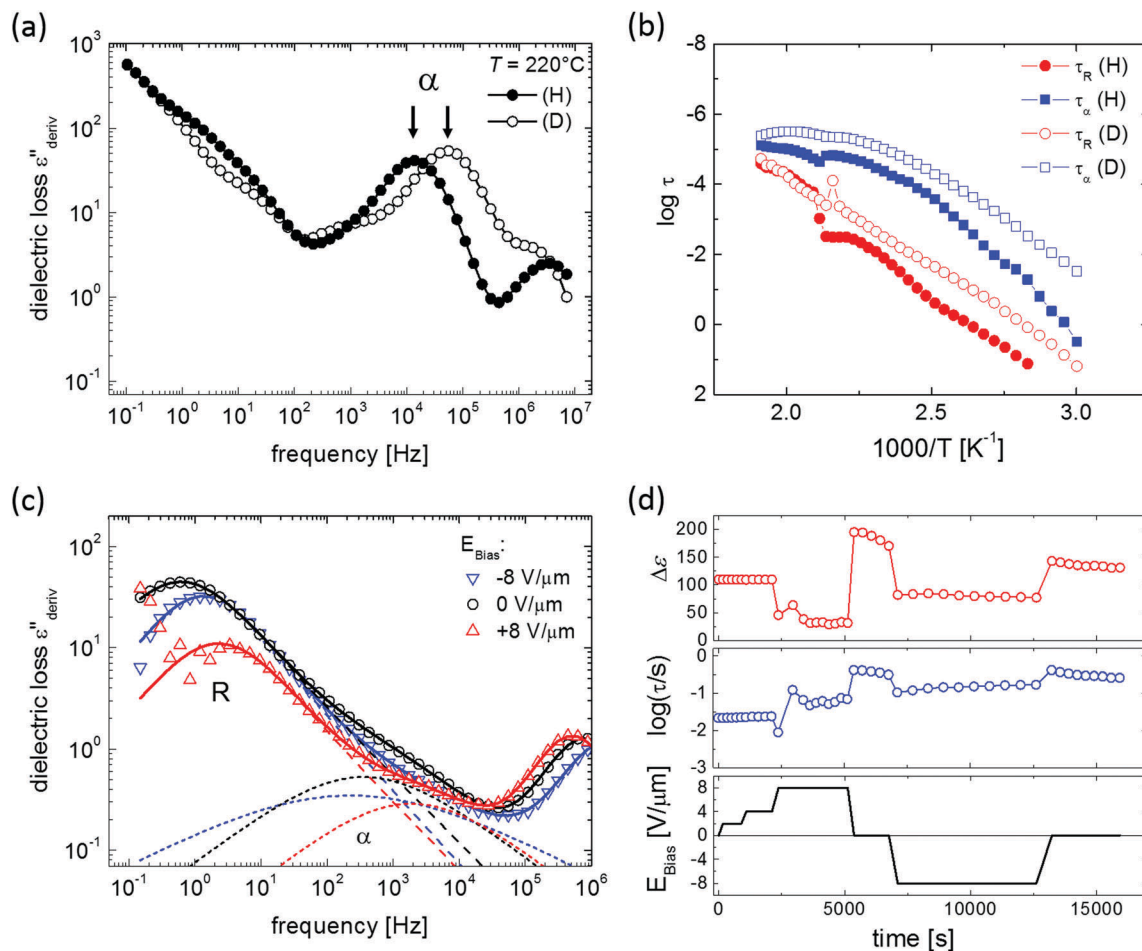 (a)
10³
10²
10¹
10⁰
10⁻¹
dielectric loss ε"deriv
T = 220°C
α
(H)
(D)
10⁻¹ 10⁰ 10¹ 10² 10³ 10⁴ 10⁵ 10⁶ 10⁷
frequency [Hz]
(b)
-8
-6
-4
-2
0
2
log τ
τR (H)
τα (H)
τR (D)
τα (D)
2.0 2.5 3.0
1000/T [K⁻¹]
(c)
10²
10¹
10⁰
10⁻¹
dielectric loss ε"deriv
EBias:
-8 V/μm
0 V/μm
+8 V/μm
R
α
10⁻¹ 10⁰ 10¹ 10² 10³ 10⁴ 10⁵ 10⁶
frequency [Hz]
(d)
200
150
100
50
0
Δε
0
-1
-2
-3
log(τ/s)
8
4
0
-4
-8
EBias [V/μm]
0 5000 10000 15000
time [s]